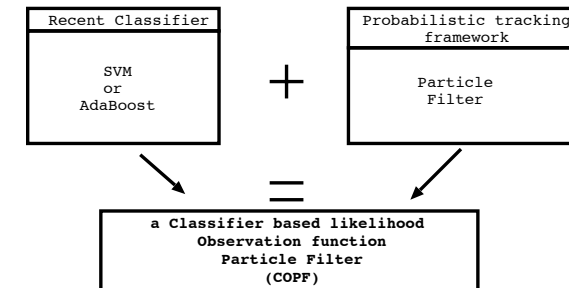 Recent Classifier
SVM
or
AdaBoost
+
Probabilistic tracking
framework
Particle
Filter
=
a Classifier based likelihood
Observation function
Particle Filter
(COPF)